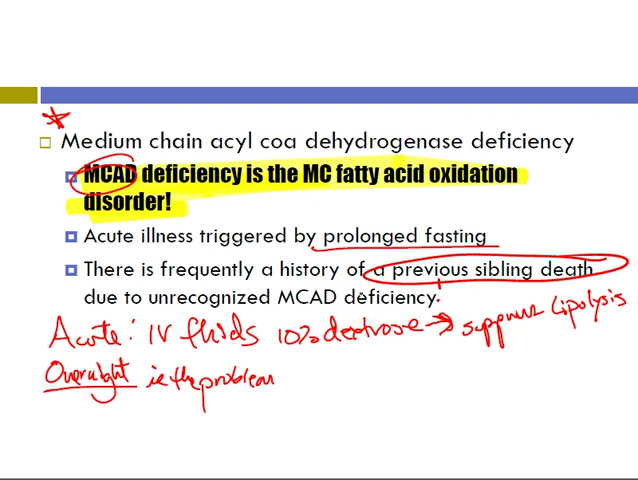 Medium chain acyl coa dehydrogenase deficiency
MCAD deficiency is the MC fatty acid oxidation
disorder!
Acute illness triggered by prolonged fasting
There is frequently a history of a previous sibling death
due to unrecognized MCAD deficiency.
Acute: IV fluids 10% dextrose → suppress lipolysis
Overnight is the problem